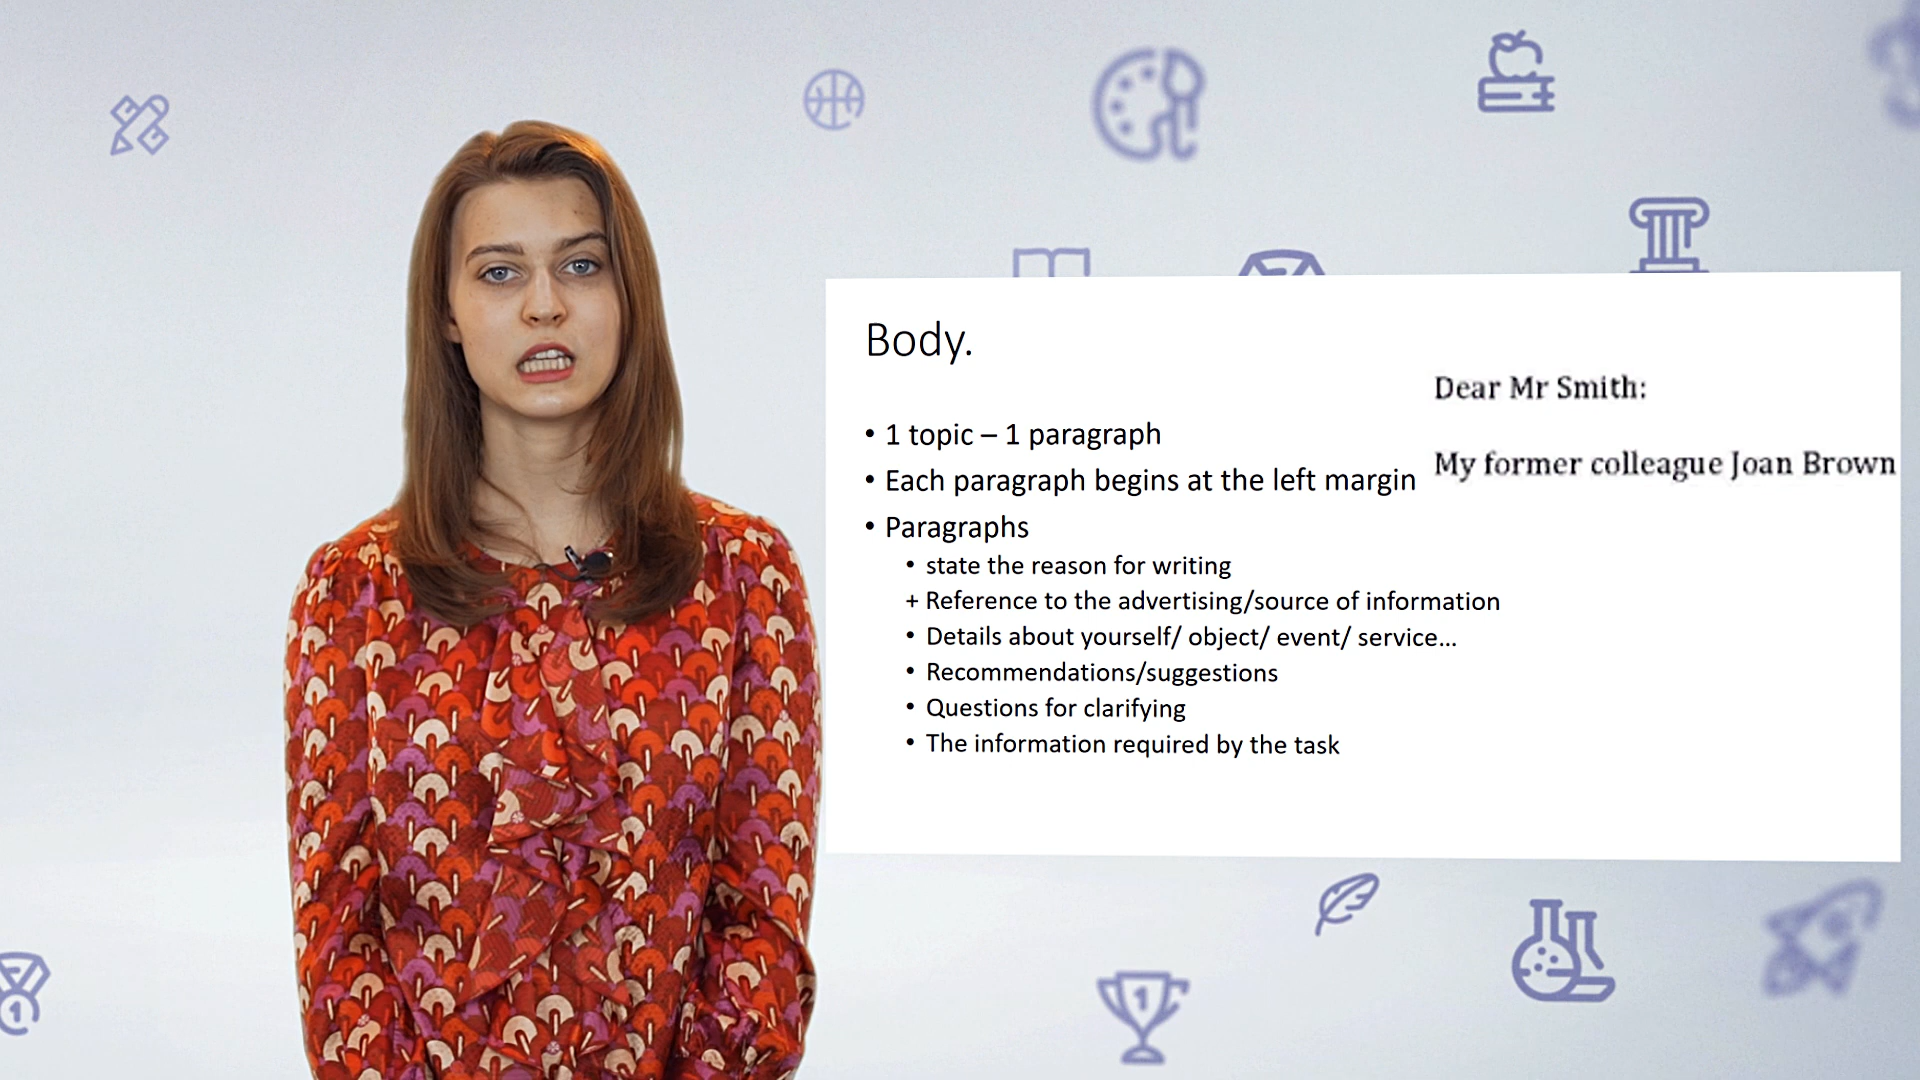 Body.
Dear Mr Smith:
• 1 topic – 1 paragraph
My former colleague Joan Brown
• Each paragraph begins at the left margin
• Paragraphs
• state the reason for writing
+ Reference to the advertising/source of information
• Details about yourself/ object/ event/ service...
• Recommendations/suggestions
• Questions for clarifying
• The information required by the task
1
1